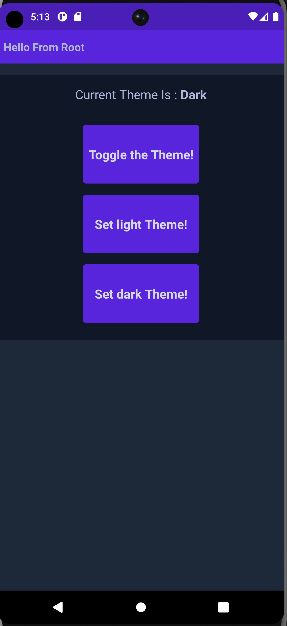 5:13
Hello From Root
Current Theme Is : Dark
Toggle the Theme!
Set light Theme!
Set dark Theme!